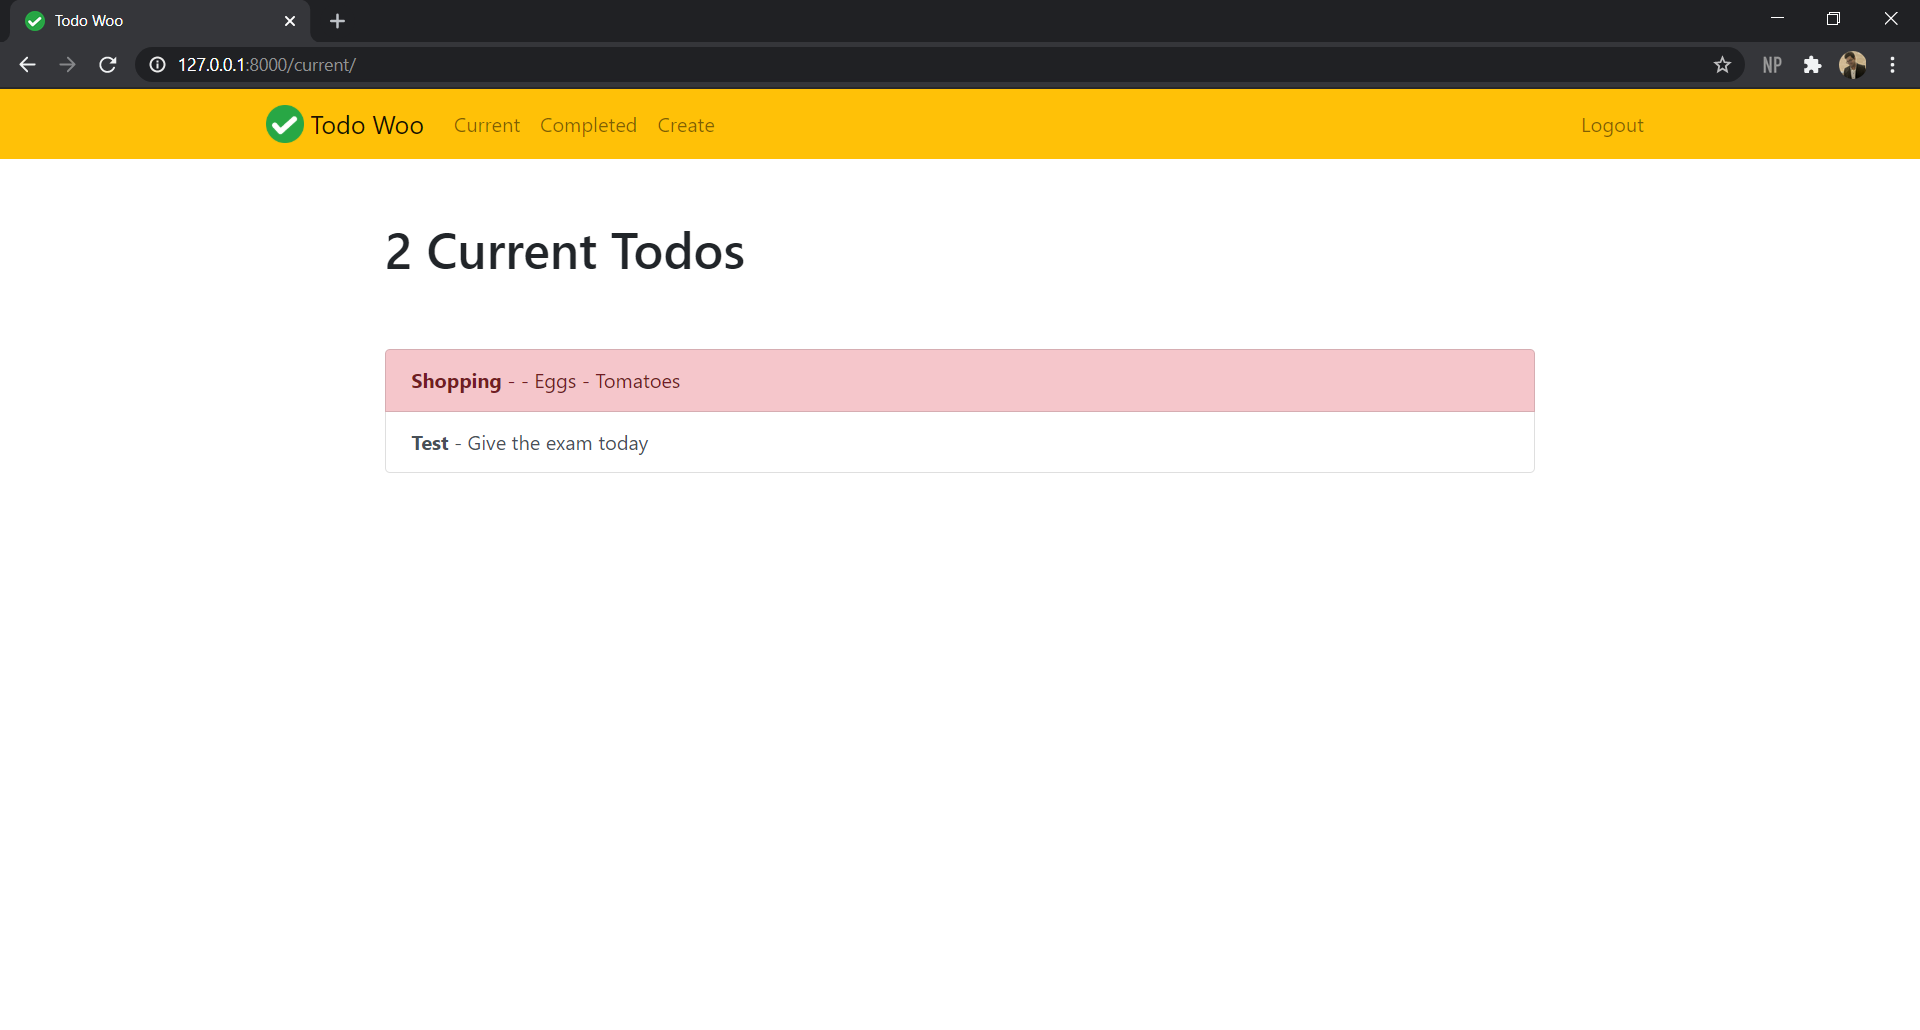 Todo Woo
127.0.0.1:8000/current/
NP
Todo Woo Current Completed Create Logout
2 Current Todos
Shopping - - Eggs - Tomatoes
Test - Give the exam today